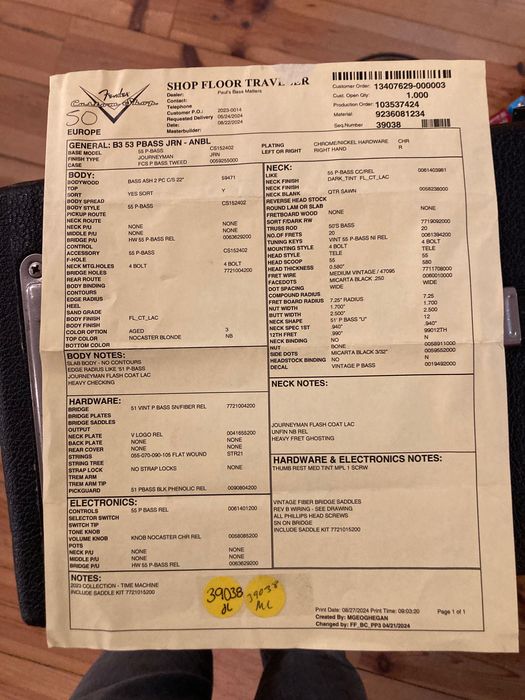 Fender
Custom Shop
SHOP FLOOR TRAV ER
Dealer: Paul's Bass Matters
Contact:
Telephone
Customer P.O.: 2023-0014
Requested Delivery 05/24/2024
Date: 08/22/2024
Masterbuilder:
Customer Order: 13407629-000003
Cust. Open Qty: 1.000
Production Order: 103537424
Material: 9236081234
Seq.Number 39038
50
EUROPE
GENERAL: B3 53 PBASS JRN - ANBL
BASE MODEL 55 P-BASS CS152402
FINISH TYPE JOURNEYMAN JRN
CASE FCS P BASS TWEED 0059255000
PLATING CHROME/NICKEL HARDWARE CHR
LEFT OR RIGHT RIGHT HAND R
BODY:
BODYWOOD BASS ASH 2 PC C/S 22" 59471
TOP
SORT YES SORT Y
BODY SPREAD
BODY STYLE 55 P-BASS CS152402
PICKUP ROUTE
NECK ROUTE
NECK P/U NONE NONE
MIDDLE P/U NONE NONE
BRIDGE P/U HW 55 P-BASS REL 0063629000
CONTROL
ACCESSORY 55 P-BASS CS152402
F-HOLE
NECK MTG.HOLES 4 BOLT 4 BOLT
BRIDGE HOLES 7721004200
REAR ROUTE
BODY BINDING
CONTOURS
EDGE RADIUS
HEEL
SAND GRADE
BODY FINISH FL_CT_LAC
BODY FINISH
COLOR OPTION AGED 3
TOP COLOR NOCASTER BLONDE NB
BOTTOM COLOR
BODY NOTES:
SLAB BODY - NO CONTOURS
EDGE RADIUS LIKE '51 P-BASS
JOURNEYMAN FLASH COAT LAC
HEAVY CHECKING
HARDWARE:
BRIDGE 51 VINT P BASS SN/FIBER REL 7721004200
BRIDGE PLATES
BRIDGE SADDLES
OUTPUT
NECK PLATE V LOGO REL 0041655200
BACK PLATE NONE NONE
REAR COVER NONE NONE
STRINGS 055-070-090-105 FLAT WOUND STR21
STRING TREE
STRAP LOCK NO STRAP LOCKS NONE
TREM ARM
TREM ARM TIP
PICKGUARD 51 PBASS BLK PHENOLIC REL 0090804200
ELECTRONICS:
CONTROLS 55 P BASS REL 0061401200
SELECTOR SWITCH
SWITCH TIP
TONE KNOB
VOLUME KNOB KNOB NOCASTER CHR REL 0058085200
POTS
NECK P/U NONE NONE
MIDDLE P/U NONE NONE
BRIDGE P/U HW 55 P-BASS REL 0063629200
NECK:
LIKE 55 P-BASS CC/REL 0061403981
NECK FINISH DARK_TINT FL_CT_LAC
NECK FINISH
NECK BLANK QTR SAWN 0058238000
REVERSE HEAD STOCK
ROUND LAM OR SLAB
FRETBOARD WOOD NONE NONE
SORT F/DARK RW
TRUSS ROD 50'S BASS 7719092000
NO.OF FRETS 20 20
TUNING KEYS VINT 55 P-BASS NI REL 0061394200
MOUNTING STYLE 4 BOLT 4 BOLT
HEAD STYLE TELE TELE
HEAD SCOOP 55 55
HEAD THICKNESS 0.580" 580
FRET WIRE MEDIUM VINTAGE / 47095 7711708000
FACEDOTS MICARTA BLACK .250 0060010000
DOT SPACING WIDE WIDE
COMPOUND RADIUS
FRET BOARD RADIUS 7.25" RADIUS 7.25
NUT WIDTH 1.700" 1.700
BUTT WIDTH 2.500" 2.500
NECK SHAPE 51' P BASS "U" 12
NECK SPEC 1ST .940" .940"
12TH FRET .990" 99012TH
NECK BINDING NO N
NUT BONE 0058911000
SIDE DOTS MICARTA BLACK 3/32" 0059552000
HEADSTOCK BINDING NO N
DECAL VINTAGE P BASS 0019492000
NECK NOTES:
JOURNEYMAN FLASH COAT LAC
UNFIN NB REL
HEAVY FRET GHOSTING
HARDWARE & ELECTRONICS NOTES:
THUMB REST MED TINT MPL 1 SCRW
VINTAGE FIBER BRIDGE SADDLES
REV B WIRING - SEE DRAWING
ALL PHILLIPS HEAD SCREWS
SN ON BRIDGE
INCLUDE SADDLE KIT 7721015200
NOTES:
2023 COLLECTION - TIME MACHINE
INCLUDE SADDLE KIT 7721015200
39038
39038
ML
Print Date: 08/27/2024 Print Time: 09:03:20 Page 1 of 1
Created By: MGEOGHEGAN
Changed by: FF_BC_PP3 04/21/2024